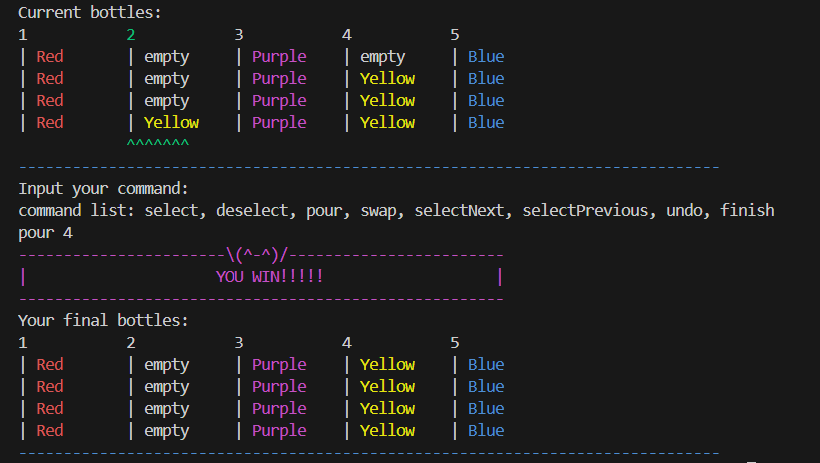 Current bottles:
1 2 3 4 5
| Red | empty | Purple | empty | Blue
| Red | empty | Purple | Yellow | Blue
| Red | empty | Purple | Yellow | Blue
| Red | Yellow | Purple | Yellow | Blue
^^^^^^^
------------------------------------------------------------------------------
Input your command:
command list: select, deselect, pour, swap, selectNext, selectPrevious, undo, finish
pour 4
-----------------------\(^-^)/------------------------
| YOU WIN!!!!! |
------------------------------------------------------
Your final bottles:
1 2 3 4 5
| Red | empty | Purple | Yellow | Blue
| Red | empty | Purple | Yellow | Blue
| Red | empty | Purple | Yellow | Blue
| Red | empty | Purple | Yellow | Blue
------------------------------------------------------------------------------